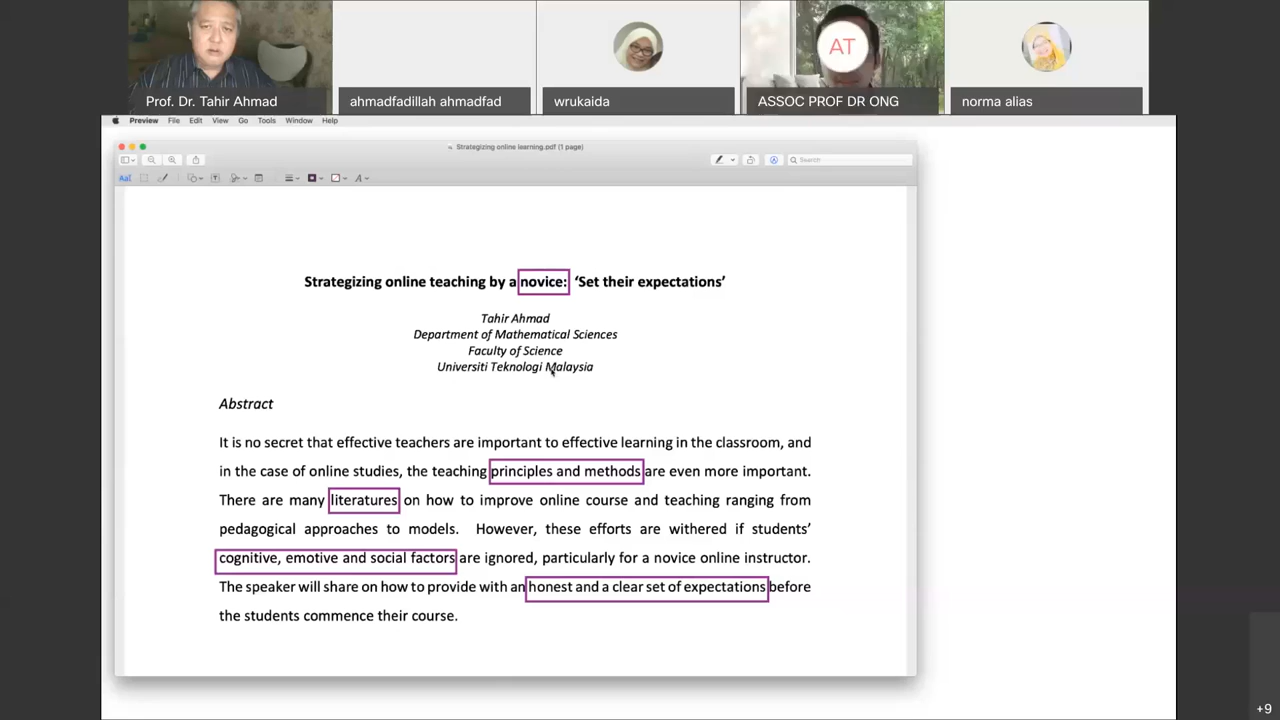 Prof. Dr. Tahir Ahmad
ahmadfadillah ahmadfad
wrukaida
AT
ASSOC PROF DR ONG
norma alias
Preview File Edit View Go Tools Window Help
Strategizing online learning.pdf (1 page)
Search
AaI
A
Strategizing online teaching by a novice: ‘Set their expectations’
Tahir Ahmad
Department of Mathematical Sciences
Faculty of Science
Universiti Teknologi Malaysia
Abstract
It is no secret that effective teachers are important to effective learning in the classroom, and
in the case of online studies, the teaching principles and methods are even more important.
There are many literatures on how to improve online course and teaching ranging from
pedagogical approaches to models. However, these efforts are withered if students’
cognitive, emotive and social factors are ignored, particularly for a novice online instructor.
The speaker will share on how to provide with an honest and a clear set of expectations before
the students commence their course.
+9